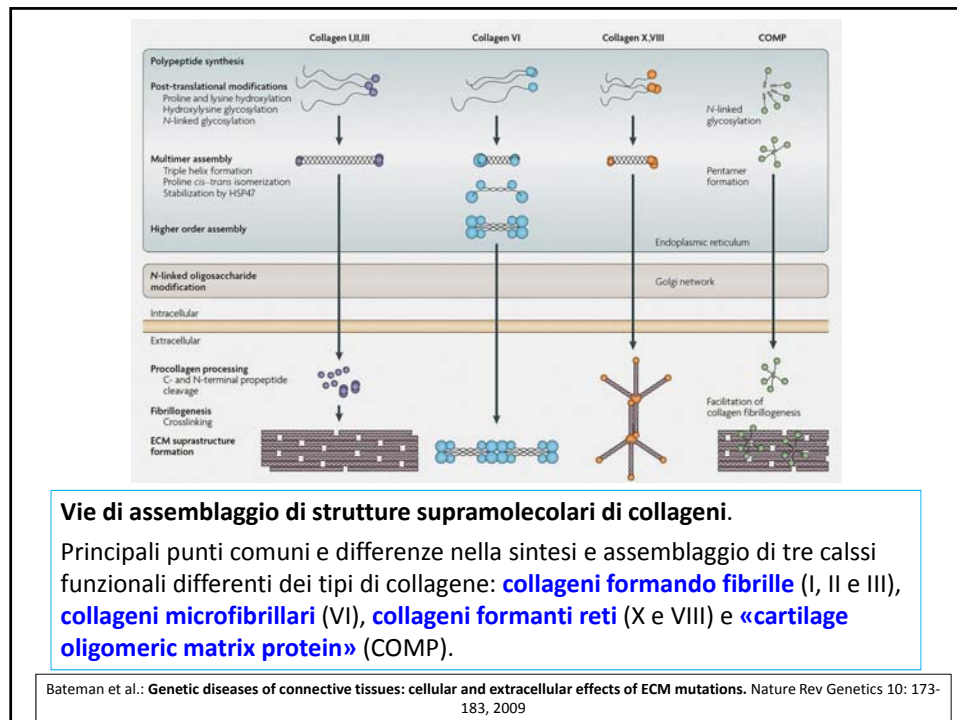 Collagen I,II,III
Collagen VI
Collagen X,VIII
COMP
Polypeptide synthesis
Post-translational modifications
Proline and lysine hydroxylation
Hydroxylysine glycosylation
N-linked glycosylation
N-linked
glycosylation
Multimer assembly
Triple helix formation
Proline cis–trans isomerization
Stabilization by HSP47
Pentamer
formation
Higher order assembly
Endoplasmic reticulum
N-linked oligosaccharide
modification
Golgi network
Intracellular
Extracellular
Procollagen processing
C- and N-terminal propeptide
cleavage
Fibrillogenesis
Crosslinking
ECM suprastructure
formation
Facilitation of
collagen fibrillogenesis
Vie di assemblaggio di strutture supramolecolari di collageni.
Principali punti comuni e differenze nella sintesi e assemblaggio di tre calssi
funzionali differenti dei tipi di collagene: collageni formando fibrille (I, II e III),
collageni microfibrillari (VI), collageni formanti reti (X e VIII) e «cartilage
oligomeric matrix protein» (COMP).
Bateman et al.: Genetic diseases of connective tissues: cellular and extracellular effects of ECM mutations. Nature Rev Genetics 10: 173-
183, 2009